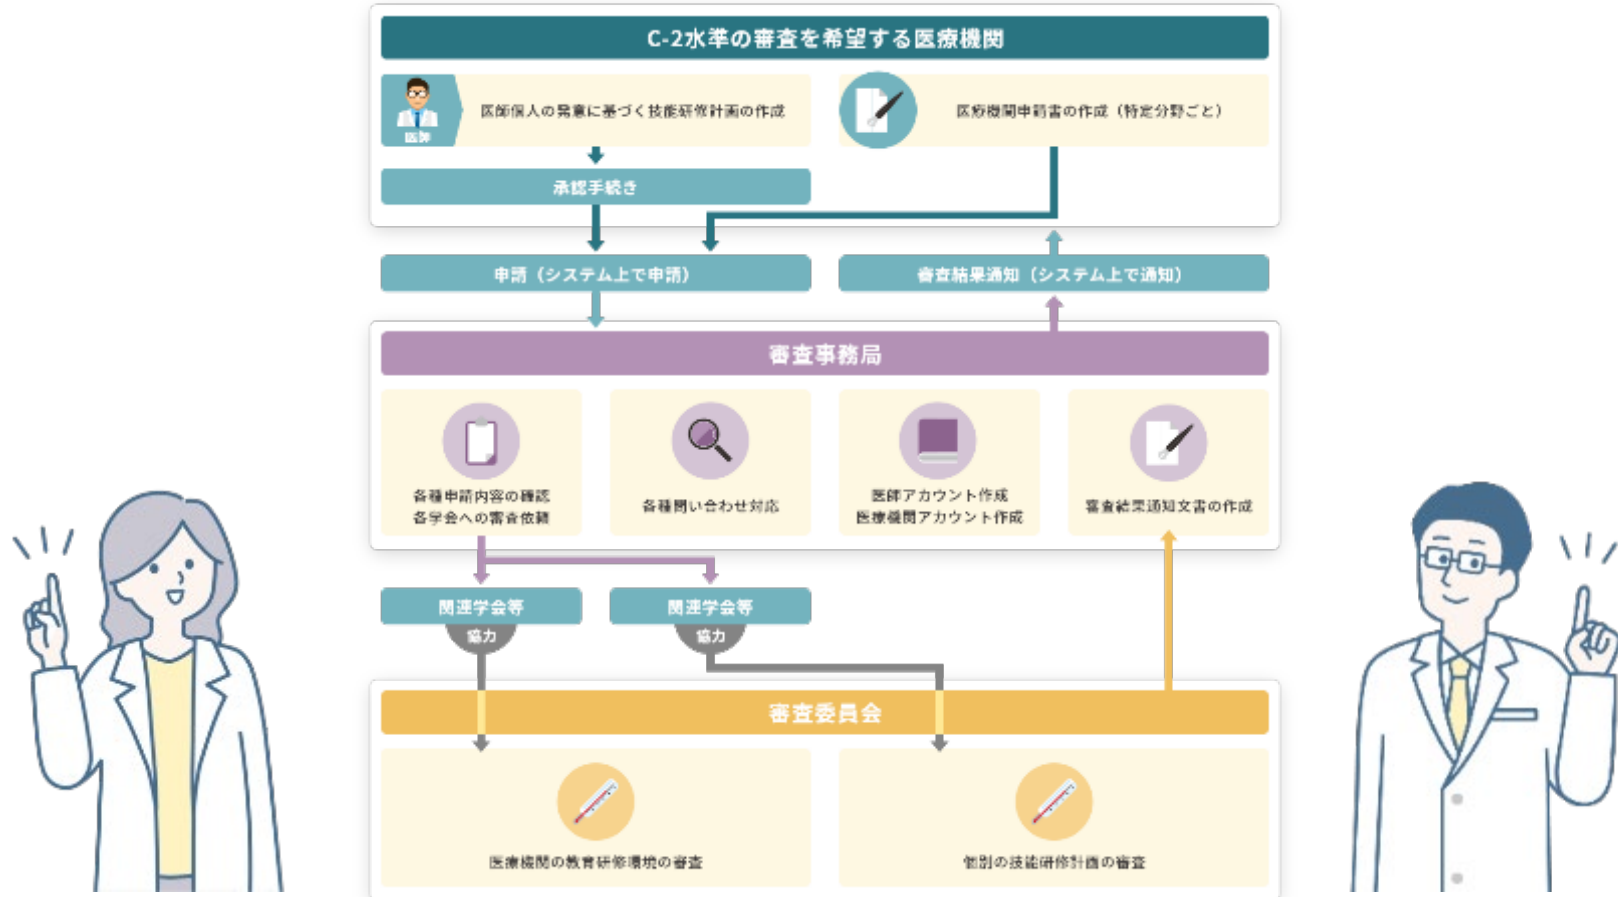 C-2水準の審査を希望する医療機関
医師
医師個人の発意に基づく技能研修計画の作成
医療機関申請書の作成（特定分野ごと）
承認手続き
申請（システム上で申請）
審査結果通知（システム上で通知）
審査事務局
各種申請内容の確認
各学会への審査依頼
各種問い合わせ対応
医師アカウント作成
医療機関アカウント作成
審査結果通知文書の作成
関連学会等
協力
関連学会等
協力
審査委員会
医療機関の教育研修環境の審査
個別の技能研修計画の審査